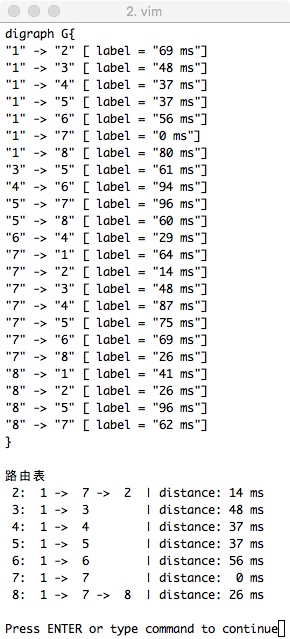 2. vim
digraph G{
"1" -> "2" [ label = "69 ms"]
"1" -> "3" [ label = "48 ms"]
"1" -> "4" [ label = "37 ms"]
"1" -> "5" [ label = "37 ms"]
"1" -> "6" [ label = "56 ms"]
"1" -> "7" [ label = "0 ms"]
"1" -> "8" [ label = "80 ms"]
"3" -> "5" [ label = "61 ms"]
"4" -> "6" [ label = "94 ms"]
"5" -> "7" [ label = "96 ms"]
"5" -> "8" [ label = "60 ms"]
"6" -> "4" [ label = "29 ms"]
"7" -> "1" [ label = "64 ms"]
"7" -> "2" [ label = "14 ms"]
"7" -> "3" [ label = "48 ms"]
"7" -> "4" [ label = "87 ms"]
"7" -> "5" [ label = "75 ms"]
"7" -> "6" [ label = "69 ms"]
"7" -> "8" [ label = "26 ms"]
"8" -> "1" [ label = "41 ms"]
"8" -> "2" [ label = "26 ms"]
"8" -> "5" [ label = "96 ms"]
"8" -> "7" [ label = "62 ms"]
}
路由表
2: 1 -> 7 -> 2 | distance: 14 ms
3: 1 -> 3 | distance: 48 ms
4: 1 -> 4 | distance: 37 ms
5: 1 -> 5 | distance: 37 ms
6: 1 -> 6 | distance: 56 ms
7: 1 -> 7 | distance: 0 ms
8: 1 -> 7 -> 8 | distance: 26 ms
Press ENTER or type command to continue